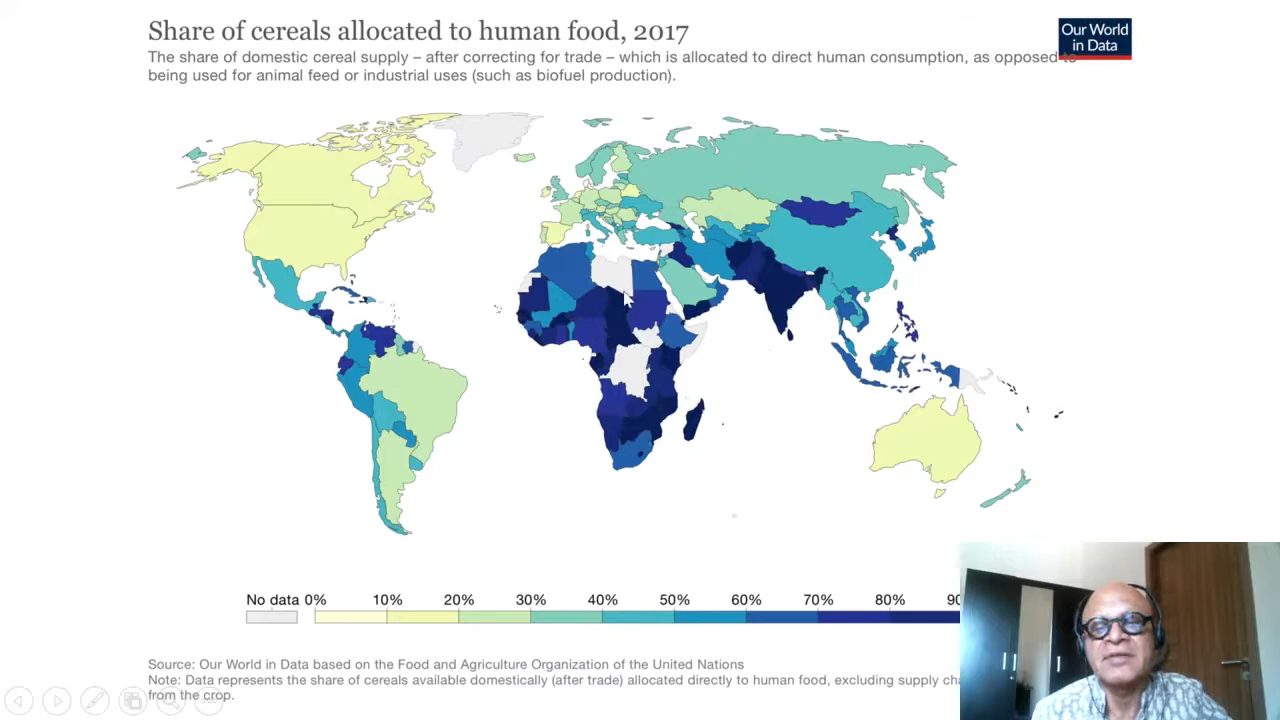 Share of cereals allocated to human food, 2017
Our World
in Data
The share of domestic cereal supply – after correcting for trade – which is allocated to direct human consumption, as opposed to
being used for animal feed or industrial uses (such as biofuel production).
No data 0% 10% 20% 30% 40% 50% 60% 70% 80% 90
Source: Our World in Data based on the Food and Agriculture Organization of the United Nations
Note: Data represents the share of cereals available domestically (after trade) allocated directly to human food, excluding supply cha
from the crop.